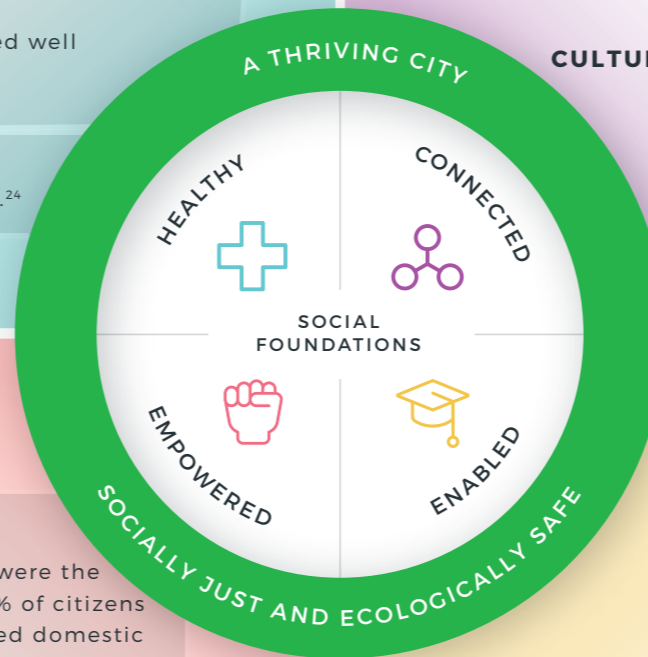 ed well
CULTU
.24
A THRIVING CITY
HEALTHY
CONNECTED
SOCIAL
FOUNDATIONS
EMPOWERED
ENABLED
SOCIALLY JUST AND ECOLOGICALLY SAFE
were the
% of citizens
ed domestic